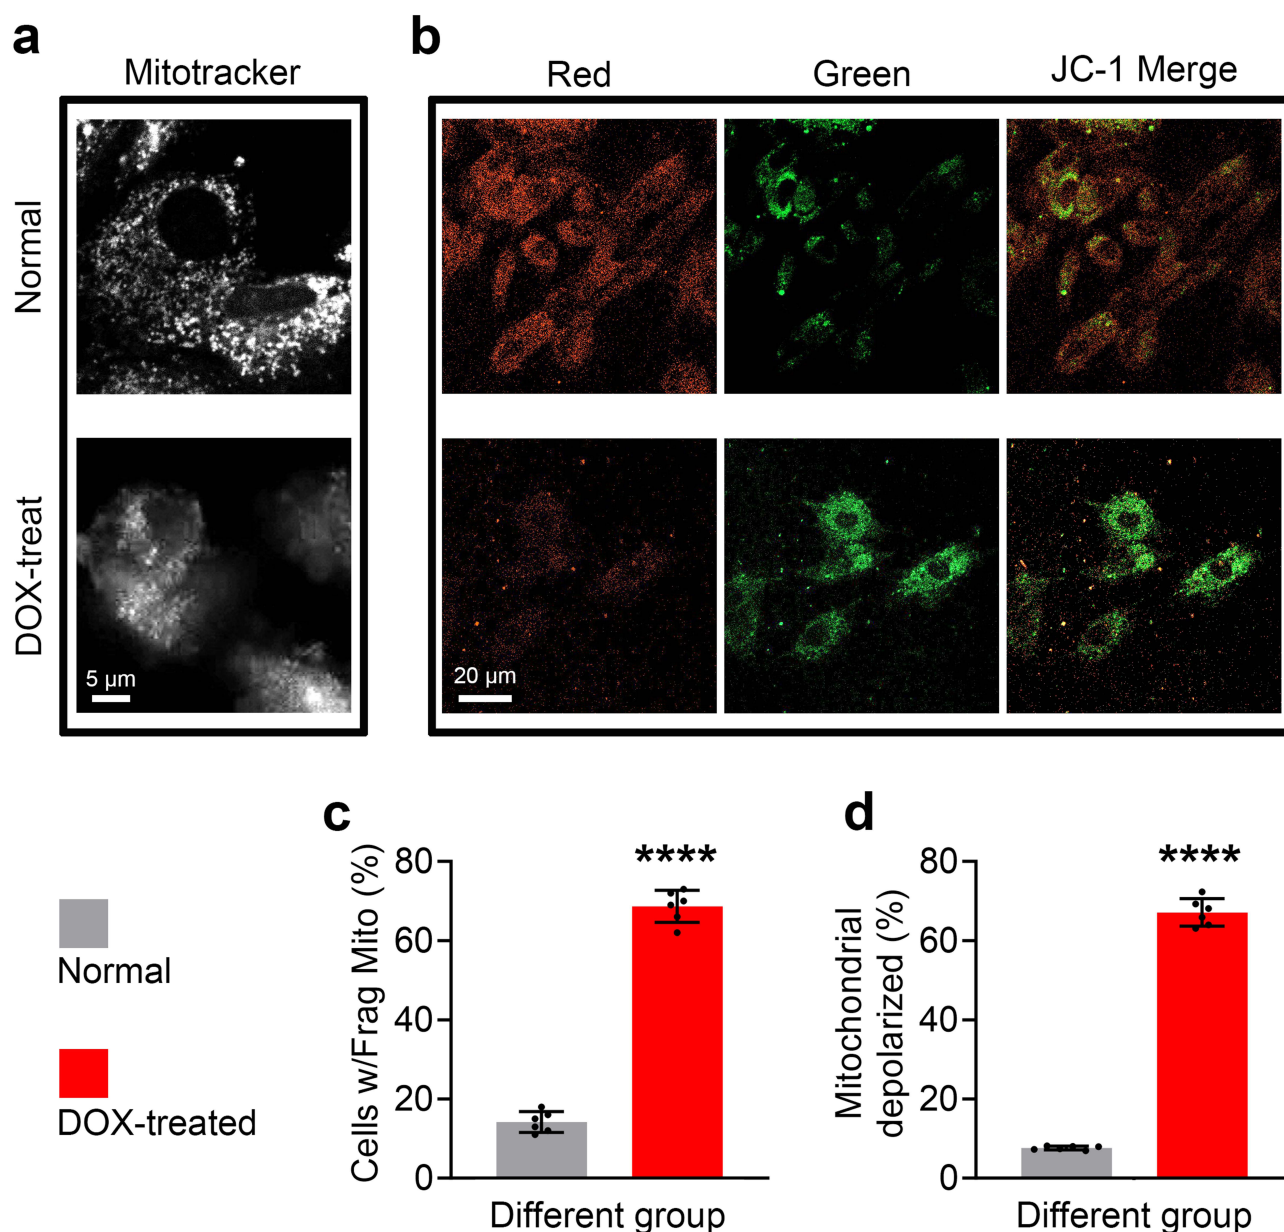 a
b
Mitotracker
Red
Green
JC-1 Merge
Normal
DOX-treat
5 µm
20 µm
Normal
DOX-treated
c
Cells w/Frag Mito (%)
80
60
40
20
0
****
Different group
d
Mitochondrial
depolarized (%)
80
60
40
20
0
****
Different group